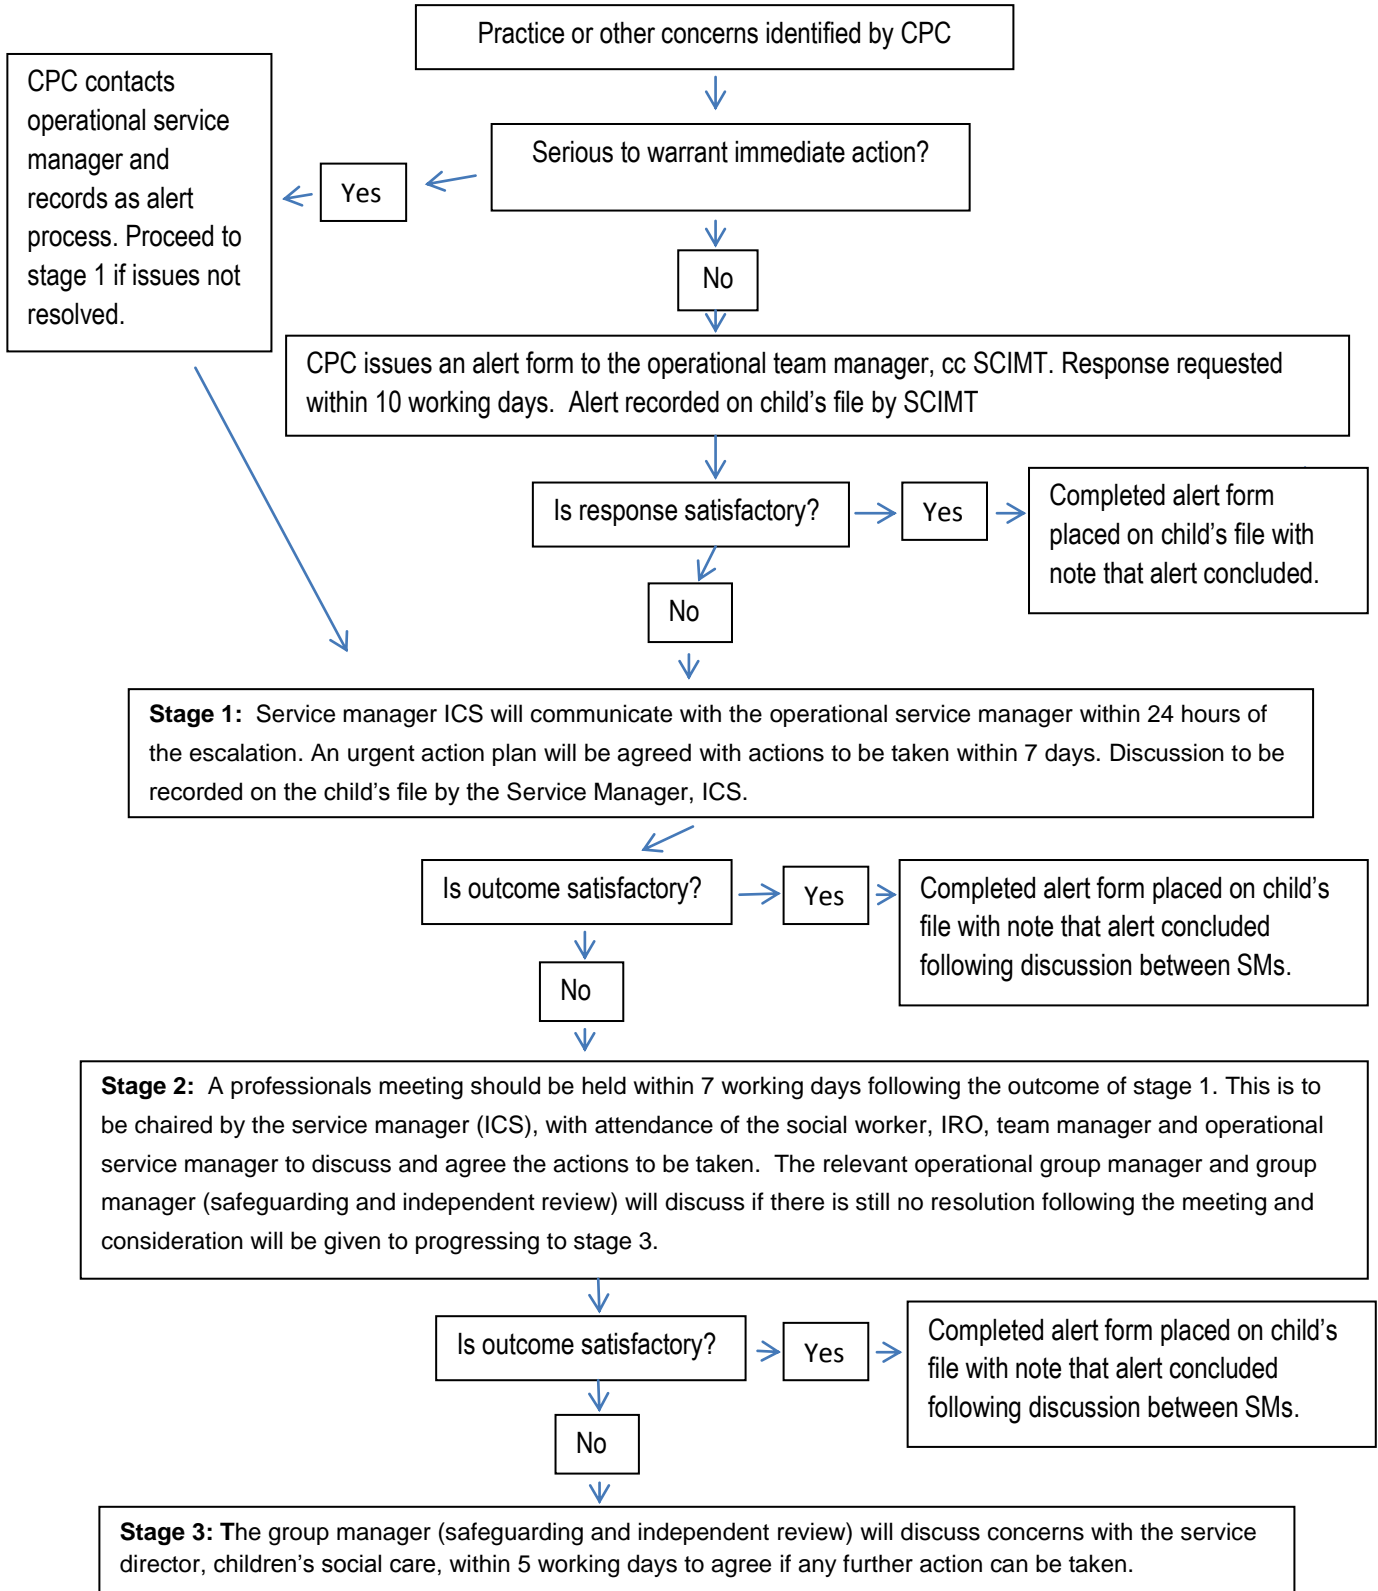 Practice or other concerns identified by CPC
CPC contacts
operational service
manager and
records as alert
process. Proceed to
stage 1 if issues not
resolved.
Serious to warrant immediate action?
Yes
No
CPC issues an alert form to the operational team manager, cc SCIMT. Response requested
within 10 working days.  Alert recorded on child’s file by SCIMT
Is response satisfactory?
Yes
Completed alert form
placed on child’s file with
note that alert concluded.
No
Stage 1:  Service manager ICS will communicate with the operational service manager within 24 hours of
the escalation. An urgent action plan will be agreed with actions to be taken within 7 days. Discussion to be
recorded on the child’s file by the Service Manager, ICS.
Is outcome satisfactory?
Yes
Completed alert form placed on child’s
file with note that alert concluded
following discussion between SMs.
No
Stage 2:  A professionals meeting should be held within 7 working days following the outcome of stage 1. This is to
be chaired by the service manager (ICS), with attendance of the social worker, IRO, team manager and operational
service manager to discuss and agree the actions to be taken.  The relevant operational group manager and group
manager (safeguarding and independent review) will discuss if there is still no resolution following the meeting and
consideration will be given to progressing to stage 3.
Is outcome satisfactory?
Yes
Completed alert form placed on child’s
file with note that alert concluded
following discussion between SMs.
No
Stage 3: The group manager (safeguarding and independent review) will discuss concerns with the service
director, children’s social care, within 5 working days to agree if any further action can be taken.